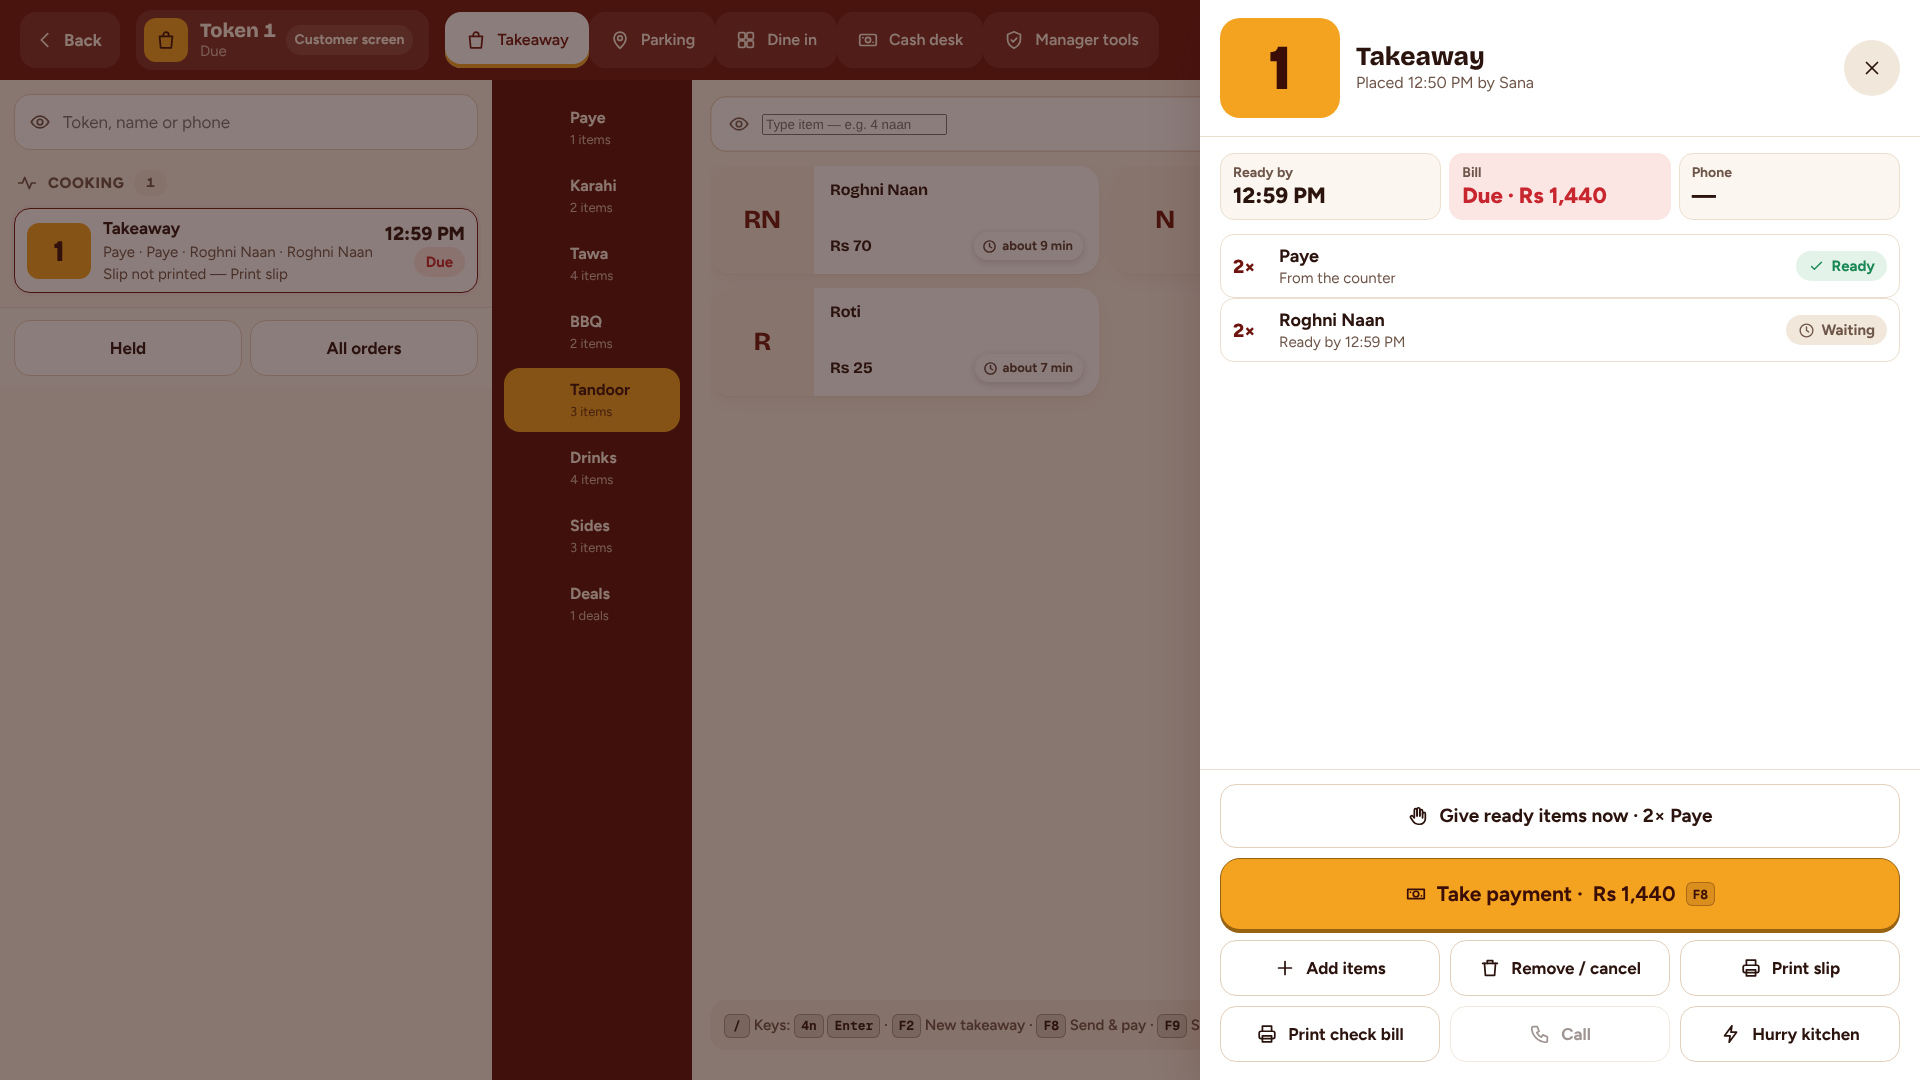 Back
Token 1
Due
Customer screen
Takeaway
Parking
Dine in
Cash desk
Manager tools
Token, name or phone
COOKING 1
1
Takeaway
12:59 PM
Paye · Paye · Roghni Naan · Roghni Naan
Due
Slip not printed — Print slip
Held
All orders
Paye
1 items
Karahi
2 items
Tawa
4 items
BBQ
2 items
Tandoor
3 items
Drinks
4 items
Sides
3 items
Deals
1 deals
Type item — e.g. 4 naan
RN
Roghni Naan
Rs 70
about 9 min
N
R
Roti
Rs 25
about 7 min
/ Keys: 4n Enter · F2 New takeaway · F8 Send & pay · F9 S
1
Takeaway
Placed 12:50 PM by Sana
Ready by
12:59 PM
Bill
Due · Rs 1,440
Phone
—
2× Paye
From the counter
Ready
2× Roghni Naan
Ready by 12:59 PM
Waiting
Give ready items now · 2× Paye
Take payment · Rs 1,440 F8
Add items
Remove / cancel
Print slip
Print check bill
Call
Hurry kitchen